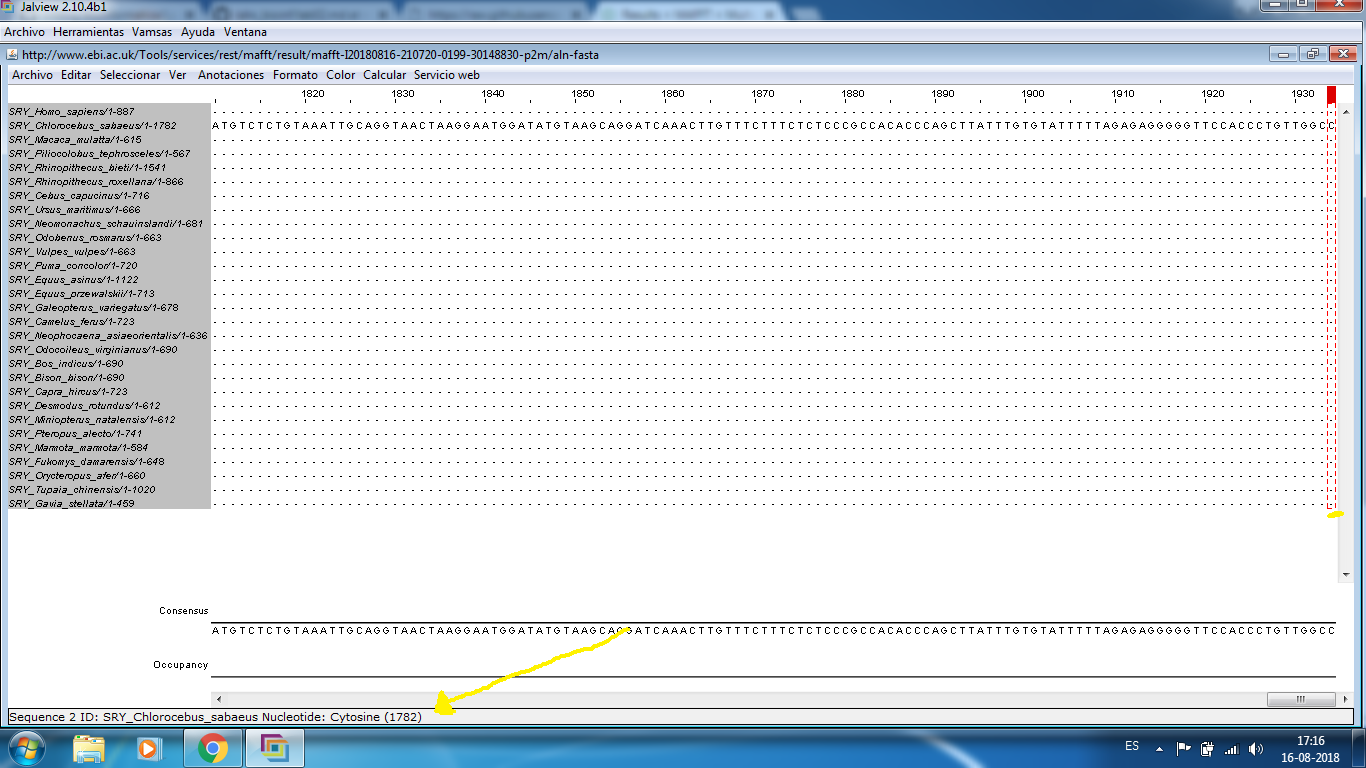 Jalview 2.10.4b1
Archivo Herramientas Vamsas Ayuda Ventana
http://www.ebi.ac.uk/Tools/services/rest/mafft/result/mafft-I20180816-210720-0199-30148830-p2m/aln-fasta
Archivo Editar Seleccionar Ver Anotaciones Formato Color Calcular Servicio web
1820 1830 1840 1850 1860 1870 1880 1890 1900 1910 1920 1930
SRY_Homo_sapiens/1-887
SRY_Chlorocebus_sabaeus/1-1782 ATGTCTCTGTAAATTGCAGGTAACTAAGGAATGGATATGTAAGCAGGATCAAACTTGTTTCTTTCTCTCCCGCCACACCCAGCTTATTTGTGTATTTTTAGAGAGGGGGTTCCACCCTGTTGGCC
SRY_Macaca_mulatta/1-615
SRY_Piliocolobus_tephrosceles/1-567
SRY_Rhinopithecus_bieti/1-1541
SRY_Rhinopithecus_roxellana/1-866
SRY_Cebus_capucinus/1-716
SRY_Ursus_maritimus/1-666
SRY_Neomonachus_schauinslandi/1-681
SRY_Odobenus_rosmarus/1-663
SRY_Vulpes_vulpes/1-663
SRY_Puma_concolor/1-720
SRY_Equus_asinus/1-1122
SRY_Equus_przewalskii/1-713
SRY_Galeopterus_variegatus/1-678
SRY_Camelus_ferus/1-723
SRY_Neophocaena_asiaeorientalis/1-636
SRY_Odocoileus_virginianus/1-690
SRY_Bos_indicus/1-690
SRY_Bison_bison/1-690
SRY_Capra_hircus/1-723
SRY_Desmodus_rotundus/1-612
SRY_Miniopterus_natalensis/1-612
SRY_Pteropus_alecto/1-741
SRY_Marmota_marmota/1-584
SRY_Fukomys_damarensis/1-648
SRY_Orycteropus_afer/1-660
SRY_Tupaia_chinensis/1-1020
SRY_Gavia_stellata/1-459
Consensus
ATGTCTCTGTAAATTGCAGGTAACTAAGGAATGGATATGTAAGCAGGATCAAACTTGTTTCTTTCTCTCCCGCCACACCCAGCTTATTTGTGTATTTTTAGAGAGGGGGTTCCACCCTGTTGGCC
Occupancy
Sequence 2 ID: SRY_Chlorocebus_sabaeus Nucleotide: Cytosine (1782)
ES
17:16
16-08-2018